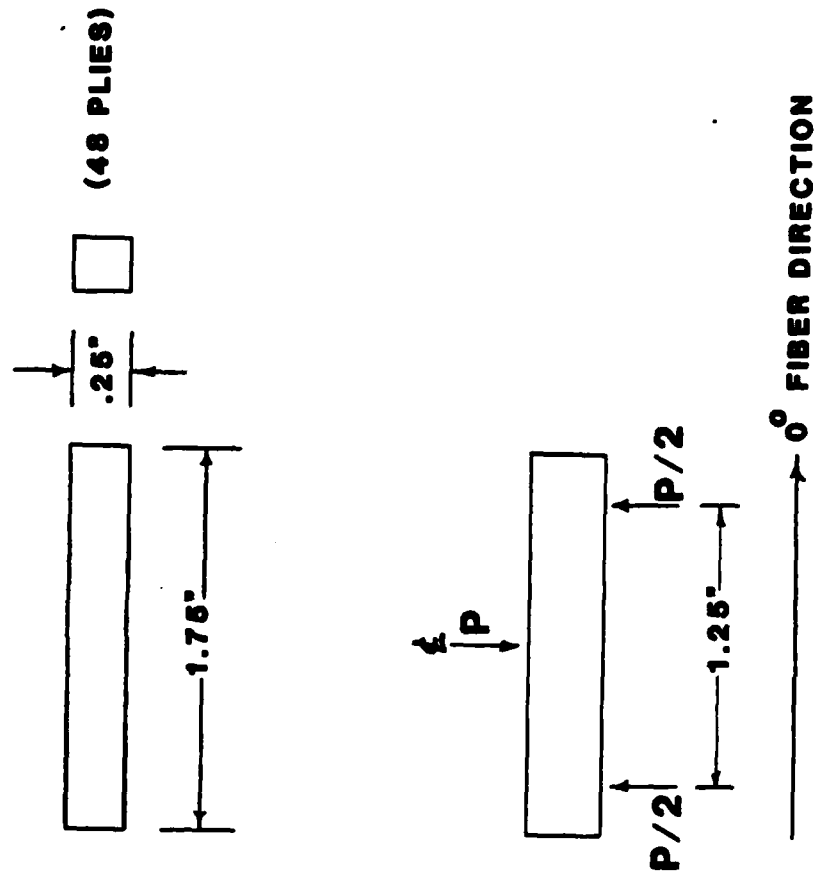 (48 PLIES)
.25"
1.75"
℄
P
P/2
P/2
1.25"
0° FIBER DIRECTION